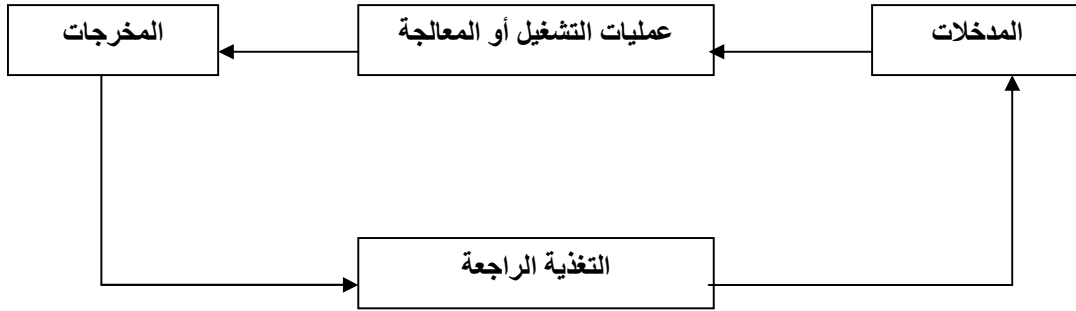 المدخلات
عمليات التشغيل أو المعالجة
المخرجات
التغذية الراجعة